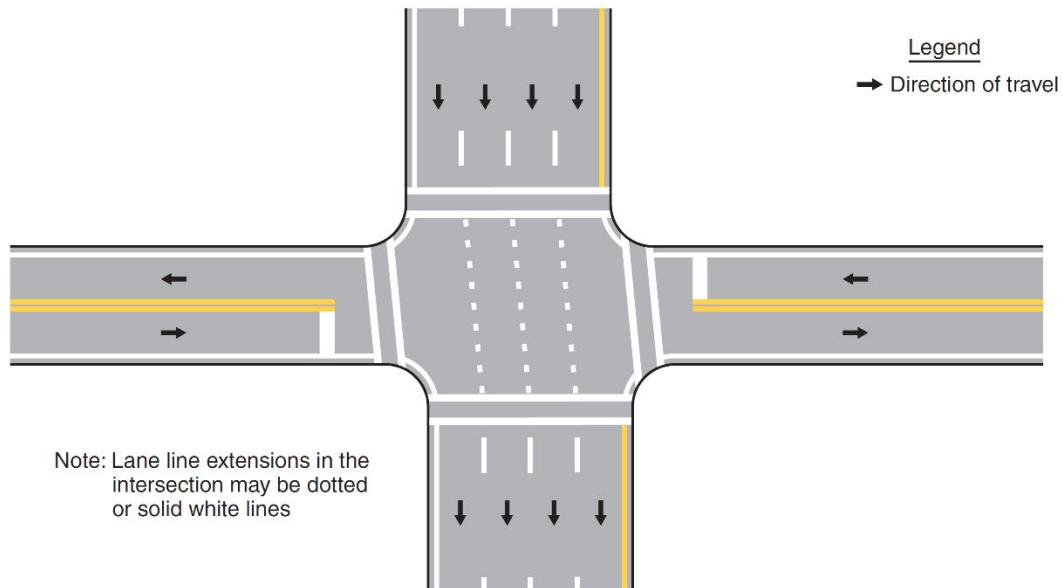 Legend
Direction of travel
Note: Lane line extensions in the
intersection may be dotted
or solid white lines